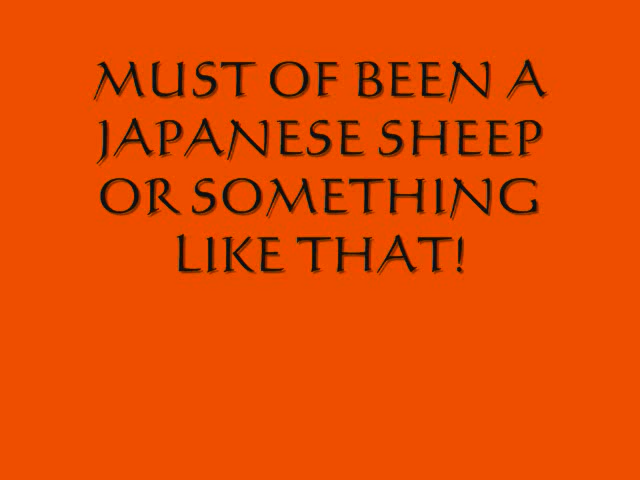 MUST OF BEEN A
JAPANESE SHEEP
OR SOMETHING
LIKE THAT!